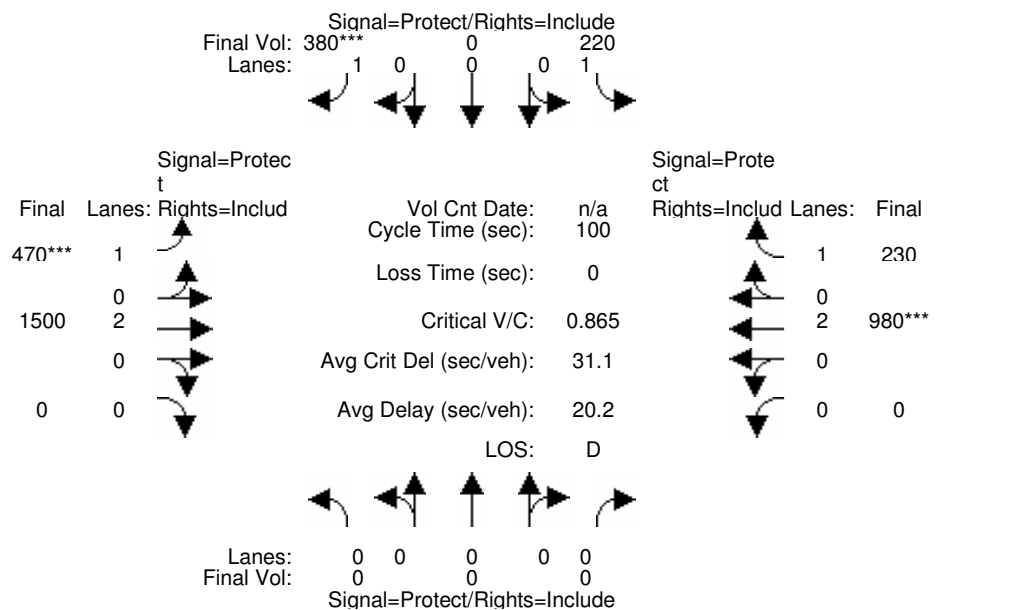 Signal=Protect/Rights=Include
Final Vol: 380*** 0 220
Lanes: 1 0 0 0 1
Signal=Protec
t
Signal=Prote
ct
Final Lanes: Rights=Includ Vol Cnt Date: n/a Rights=Includ Lanes: Final
Cycle Time (sec): 100
470*** 1 1 230
Loss Time (sec): 0
0 0
1500 2 Critical V/C: 0.865 2 980***
0 Avg Crit Del (sec/veh): 31.1 0
0 0 Avg Delay (sec/veh): 20.2 0 0
LOS: D
Lanes: 0 0 0 0 0
Final Vol: 0 0 0
Signal=Protect/Rights=Include